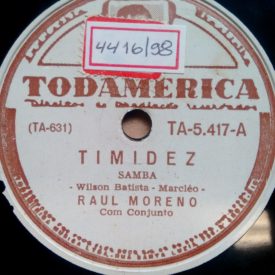 4416/98
TODAMERICA
(TA-631)
TA-5.417-A
TIMIDEZ
SAMBA
- Wilson Batista - Marcléo -
RAUL MORENO
Com Conjunto